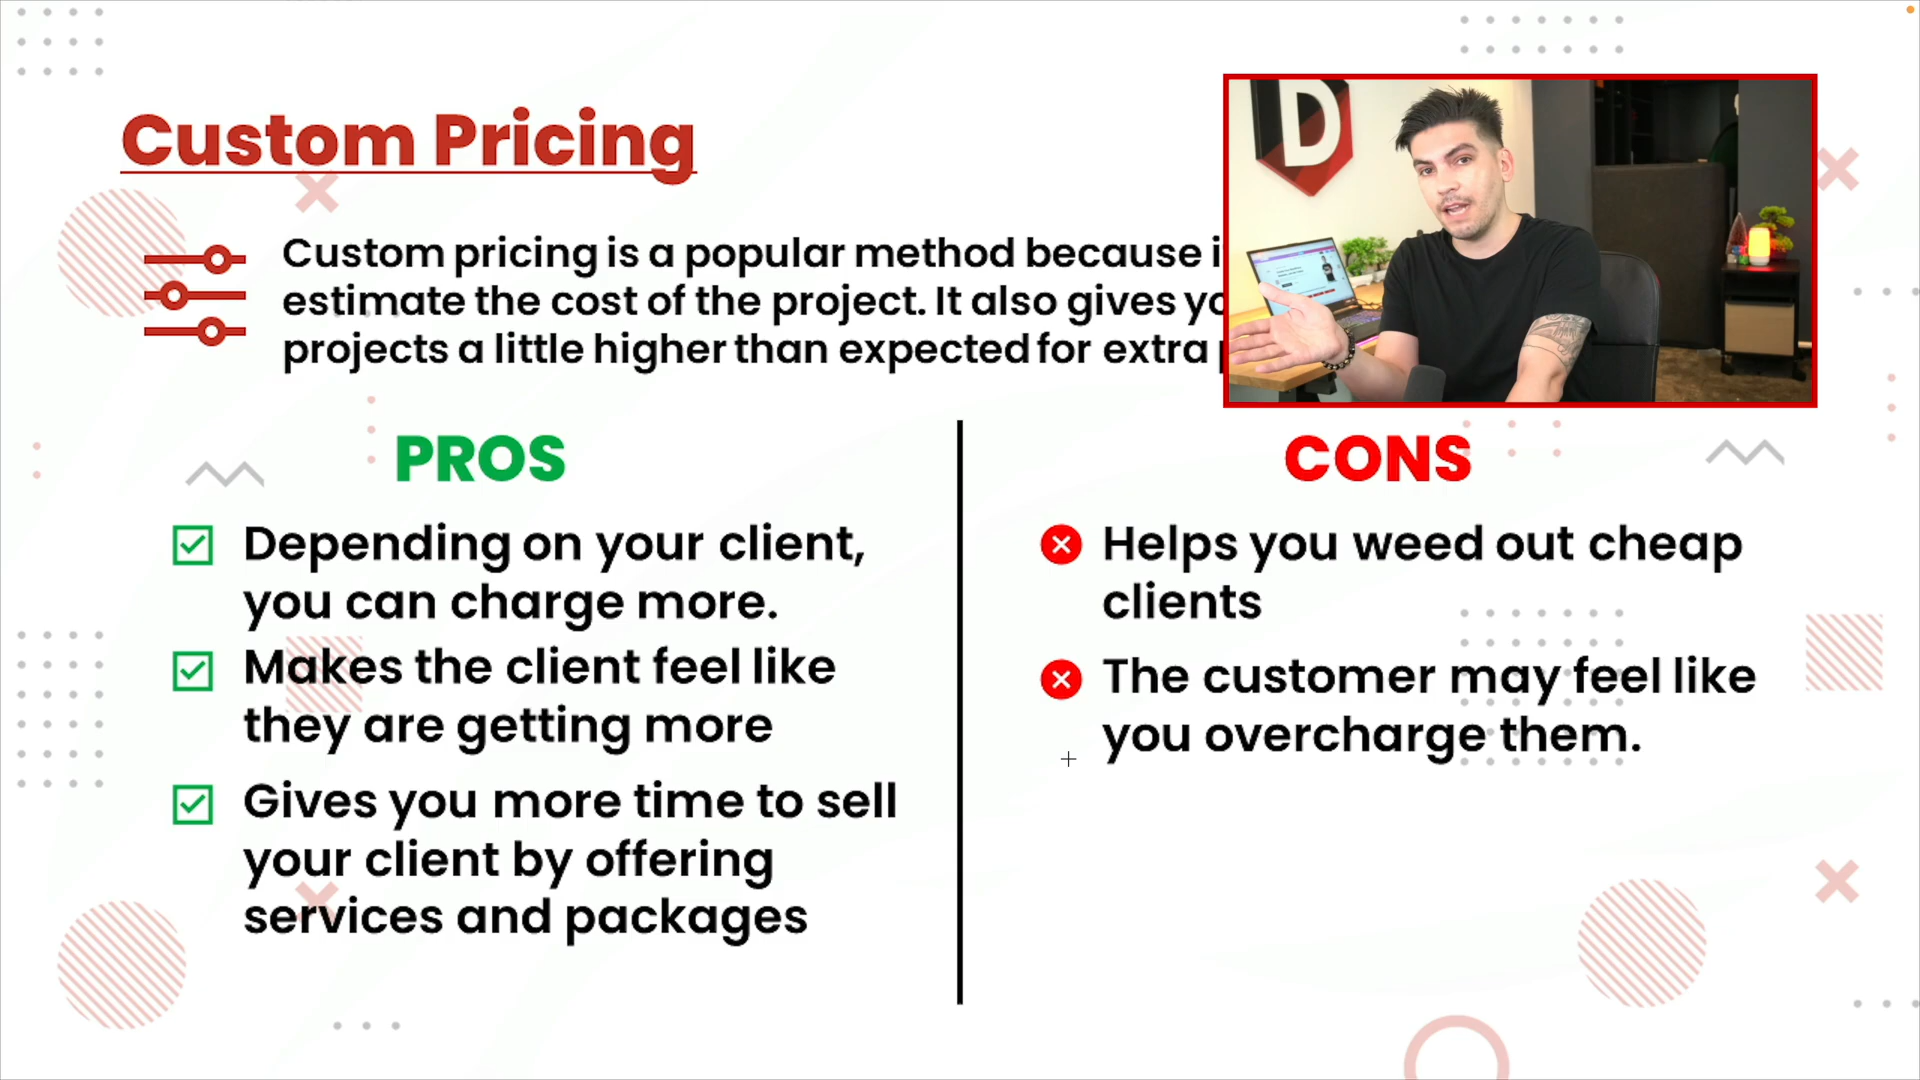 Custom Pricing
Custom pricing is a popular method because
estimate the cost of the project. It also gives
projects a little higher than expected for extra
D
PROS
Depending on your client,
you can charge more.
Makes the client feel like
they are getting more
Gives you more time to sell
your client by offering
services and packages
CONS
Helps you weed out cheap
clients
The customer may feel like
you overcharge them.